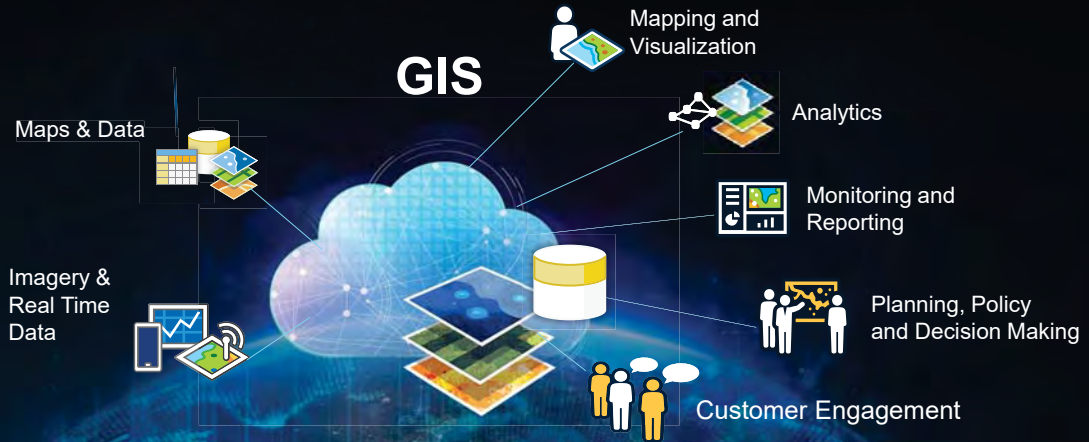 Mapping and
Visualization
GIS
Analytics
Maps & Data
Monitoring and
Reporting
Imagery &
Real Time
Data
Planning, Policy
and Decision Making
Customer Engagement